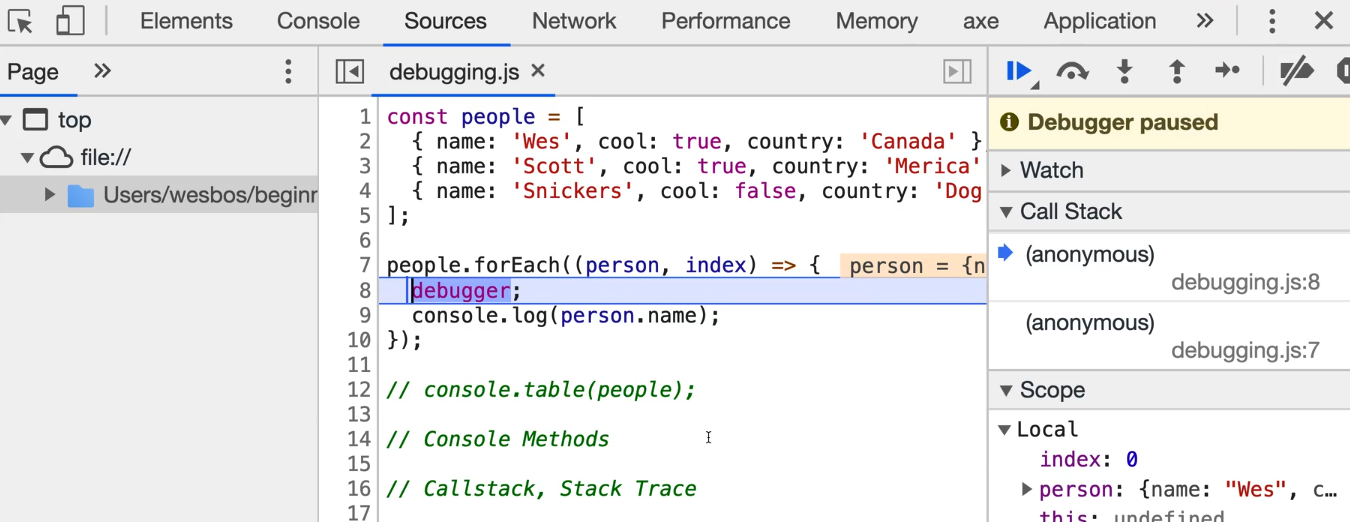 Elements Console Sources Network Performance Memory axe Application »
Page »
top
file://
Users/wesbos/beginr
debugging.js ×
1 const people = [
2 { name: 'Wes', cool: true, country: 'Canada' }
3 { name: 'Scott', cool: true, country: 'Merica'
4 { name: 'Snickers', cool: false, country: 'Dog
5 ];
6
7 people.forEach((person, index) => { person = {n
8 debugger;
9 console.log(person.name);
10 });
11
12 // console.table(people);
13
14 // Console Methods
15
16 // Callstack, Stack Trace
17
Debugger paused
Watch
Call Stack
(anonymous)
debugging.js:8
(anonymous)
debugging.js:7
Scope
Local
index: 0
person: {name: "Wes", c…
this: undefined